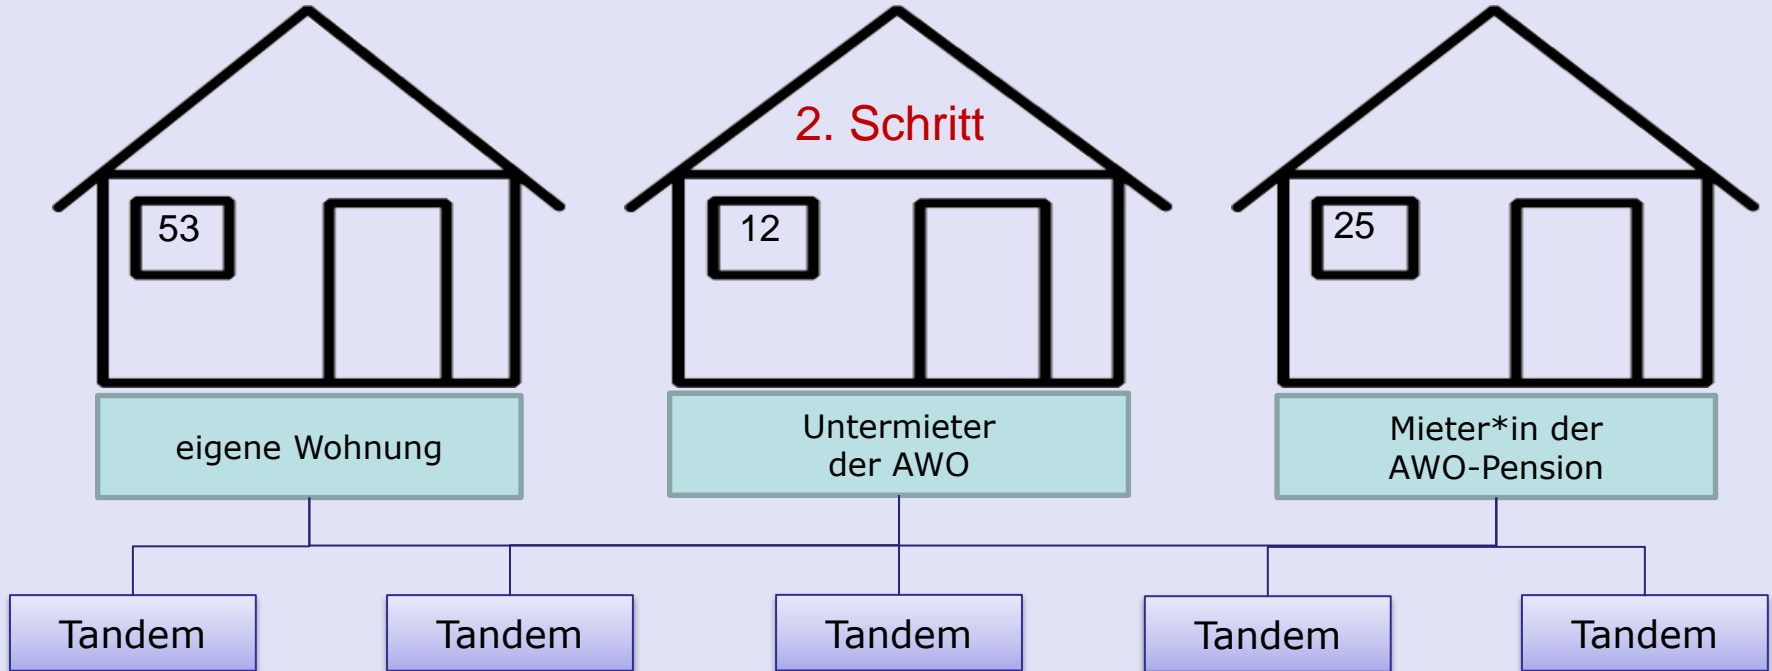 2. Schritt
53
12
25
eigene Wohnung
Untermieter
der AWO
Mieter*in der
AWO-Pension
Tandem
Tandem
Tandem
Tandem
Tandem